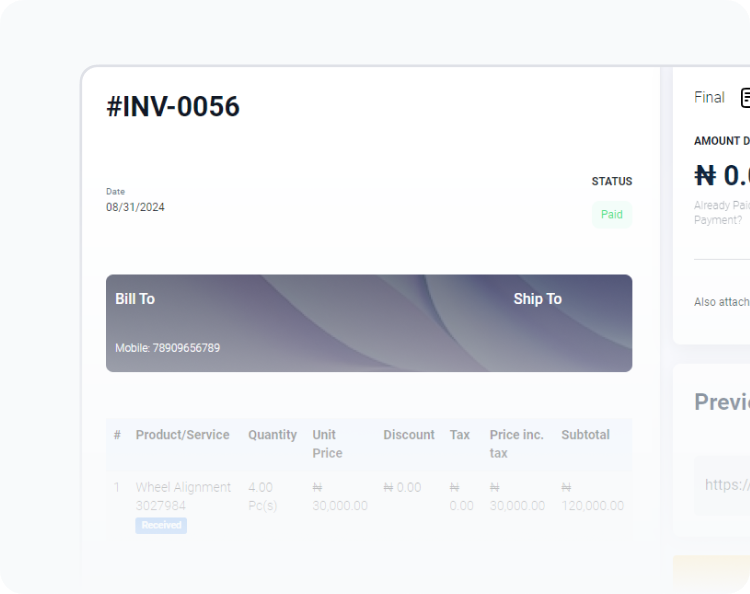 #INV-0056
Date
08/31/2024
STATUS
Paid
Bill To
Ship To
Mobile: 78909656789
# Product/Service Quantity Unit Price Discount Tax Price inc. tax Subtotal
1 Wheel Alignment 4.00 ₦ ₦ 0.00 ₦ ₦ ₦
3027984 Pc(s) 30,000.00 0.00 30,000.00 120,000.00
Received
Final
AMOUNT D
₦ 0.
Already Paid
Payment?
Also attach
Previ
https:/